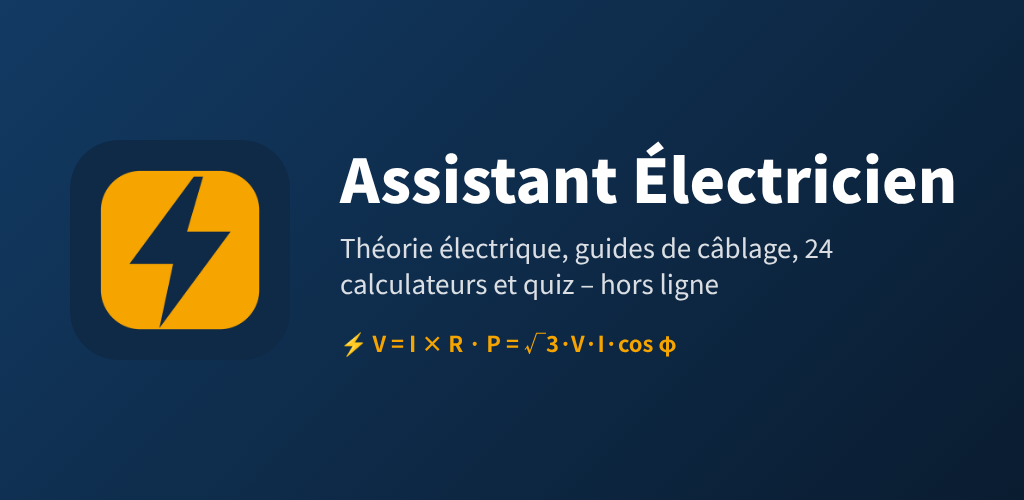 Assistant Électricien
Théorie électrique, guides de câblage, 24
calculateurs et quiz – hors ligne
⚡ V = I × R · P = √3·V·I·cos φ